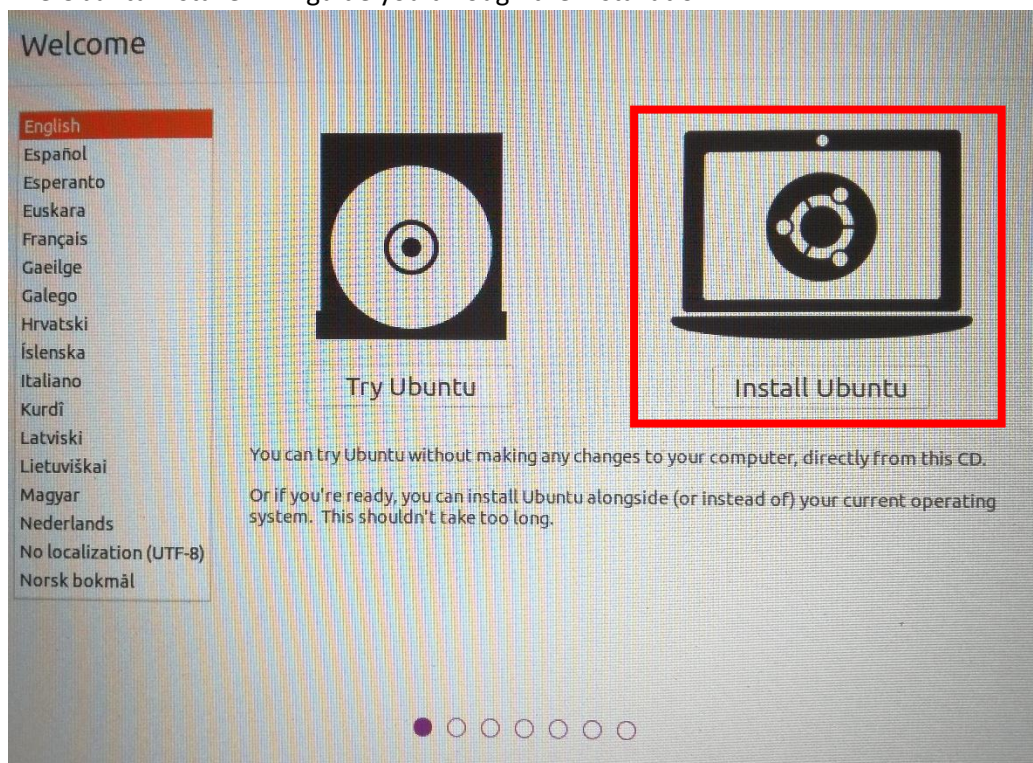 Welcome
English
Español
Esperanto
Euskara
Français
Gaeilge
Galego
Hrvatski
Íslenska
Italiano
Kurdî
Latviski
Lietuviškai
Magyar
Nederlands
No localization (UTF-8)
Norsk bokmål
Try Ubuntu
Install Ubuntu
You can try Ubuntu without making any changes to your computer, directly from this CD.
Or if you're ready, you can install Ubuntu alongside (or instead of) your current operating
system. This shouldn't take too long.